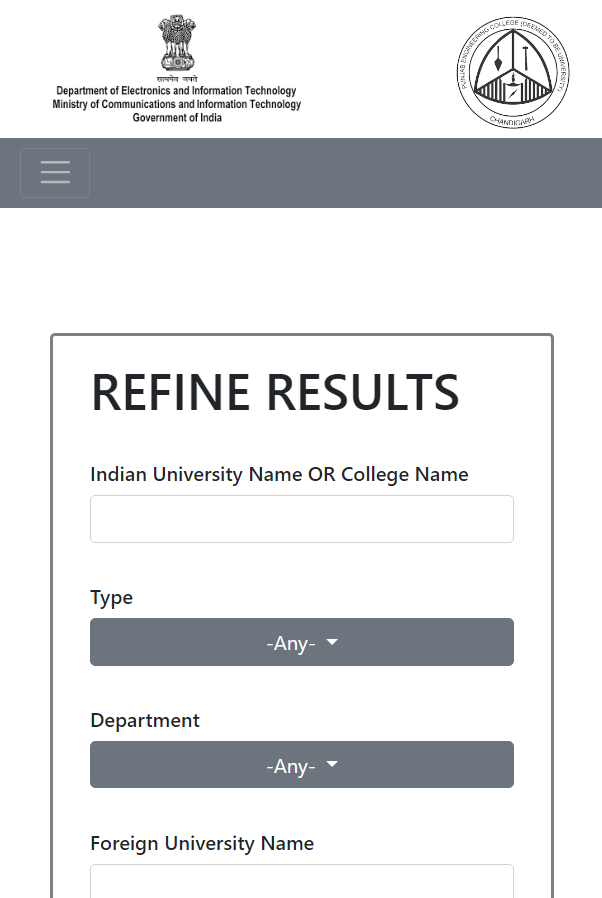 सत्यमेव जयते
Department of Electronics and Information Technology
Ministry of Communications and Information Technology
Government of India
PUNJAB ENGINEERING COLLEGE (DEEMED TO BE UNIVERSITY)
CHANDIGARH
REFINE RESULTS
Indian University Name OR College Name
Type
-Any-
Department
-Any-
Foreign University Name